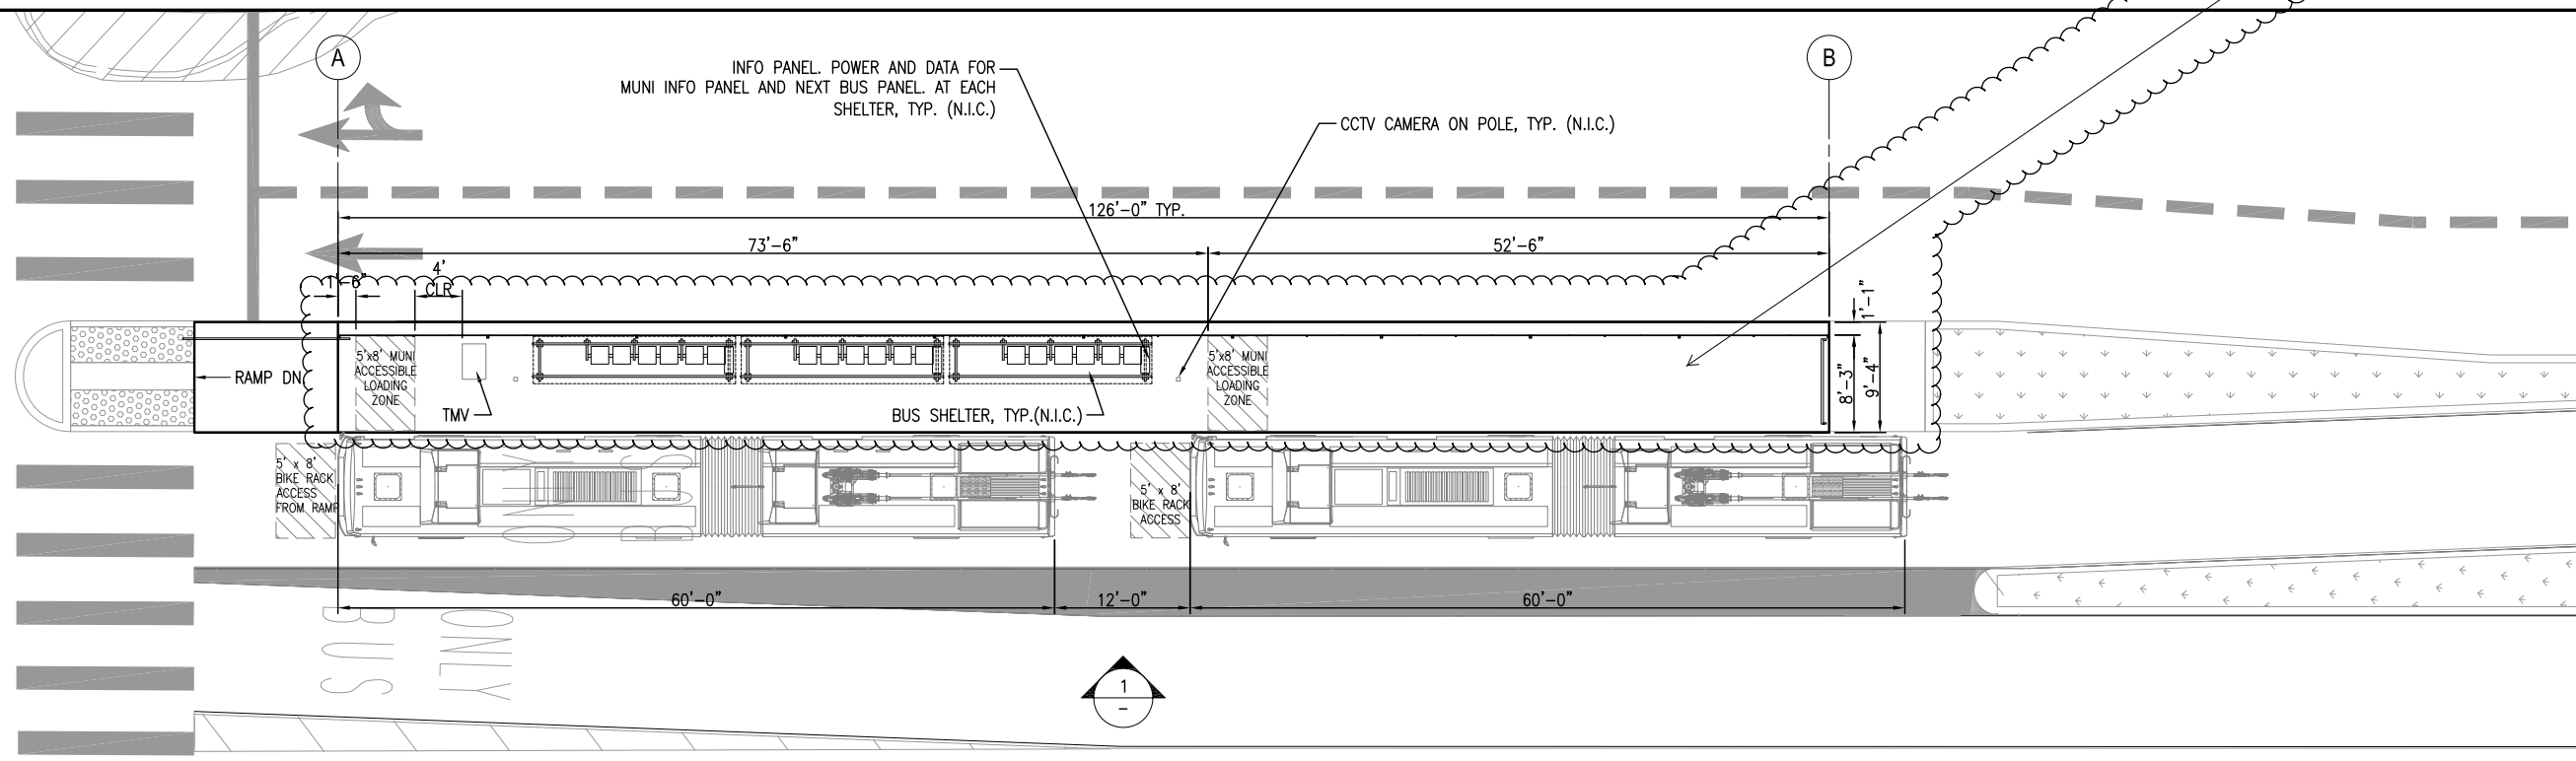 A
B
INFO PANEL. POWER AND DATA FOR
MUNI INFO PANEL AND NEXT BUS PANEL. AT EACH
SHELTER, TYP. (N.I.C.)
CCTV CAMERA ON POLE, TYP. (N.I.C.)
126'-0" TYP.
73'-6"
52'-6"
1'-6"
4'
CLR
1'-1"
8'-3"
9'-4"
RAMP DN.
5'x8' MUNI
ACCESSIBLE
LOADING
ZONE
TMV
BUS SHELTER, TYP.(N.I.C.)
5'x8' MUNI
ACCESSIBLE
LOADING
ZONE
5' x 8'
BIKE RACK
ACCESS
FROM RAMP
5' x 8'
BIKE RACK
ACCESS
60'-0"
12'-0"
60'-0"
BUS
ONLY
1
-